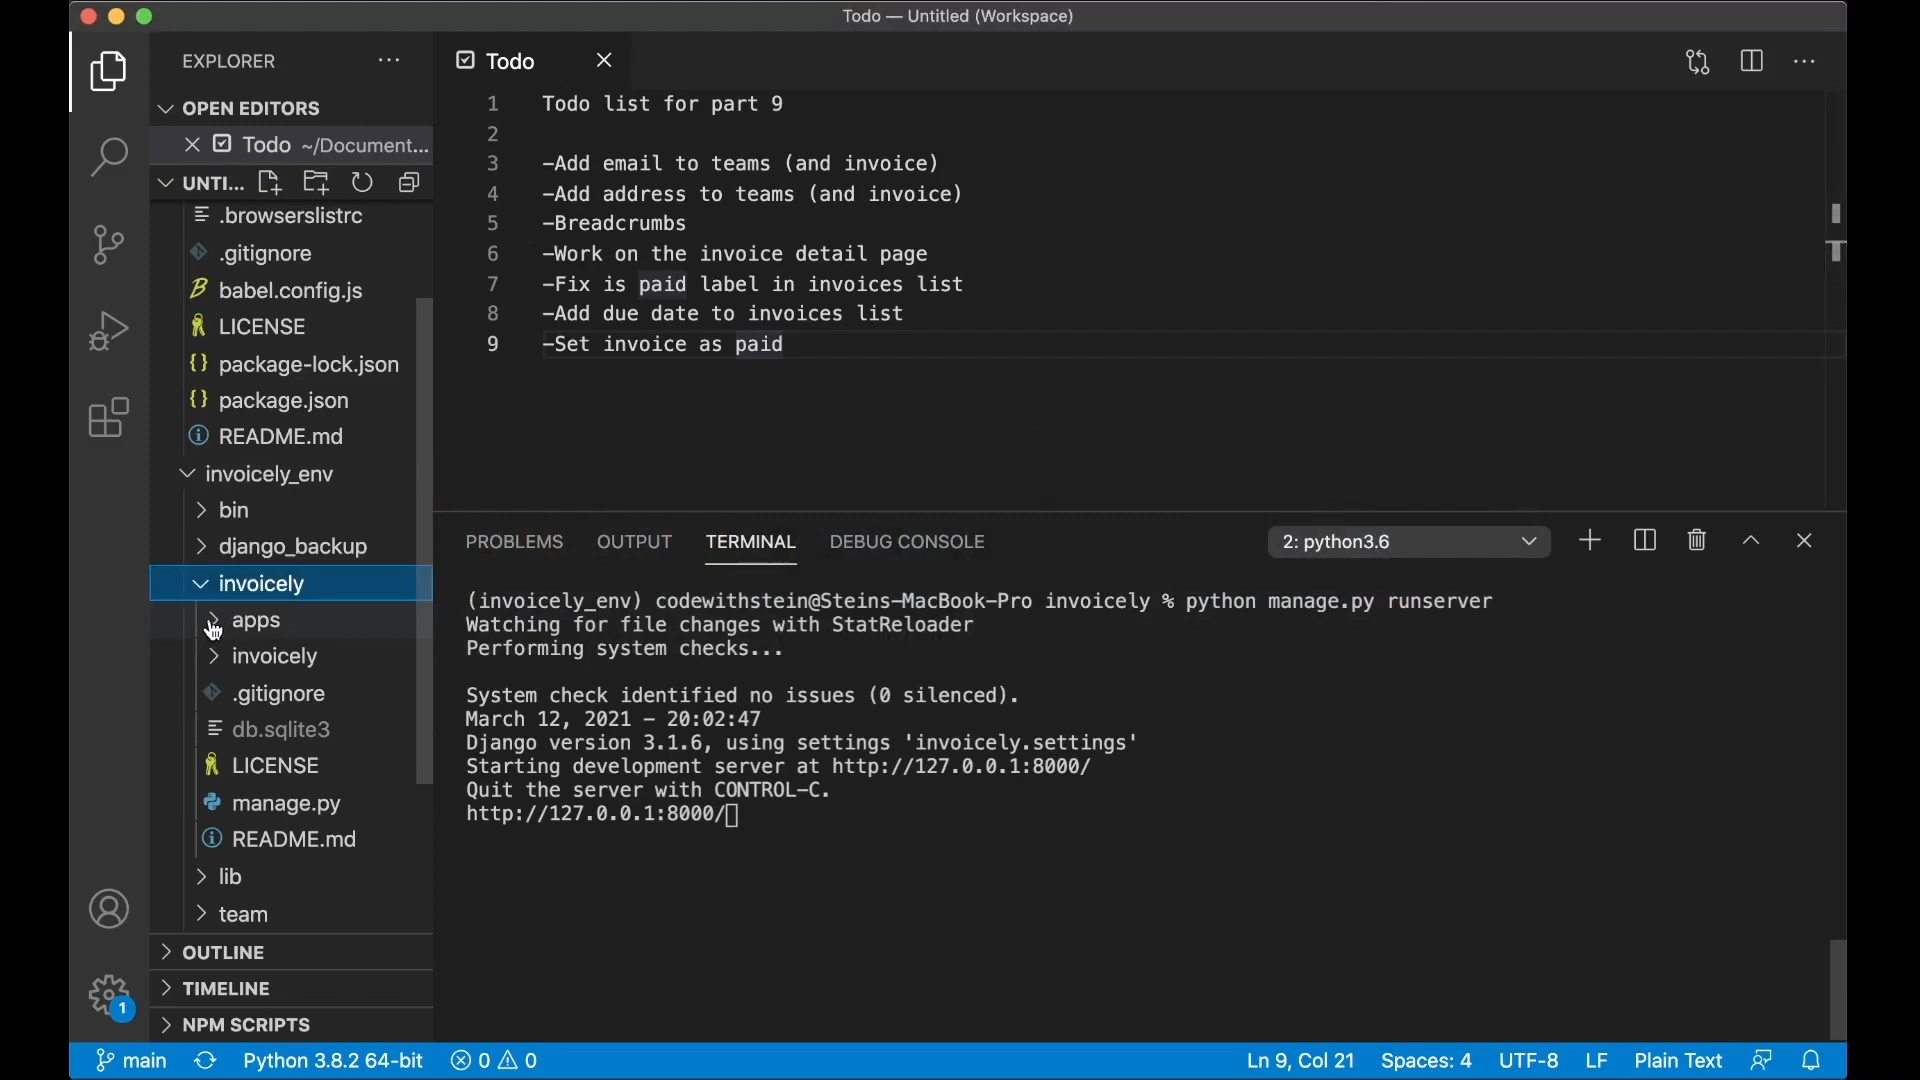 Todo — Untitled (Workspace)
EXPLORER
OPEN EDITORS
Todo ~/Document...
UNTI...
.browserslistrc
.gitignore
babel.config.js
LICENSE
package-lock.json
package.json
README.md
invoicely_env
bin
django_backup
invoicely
apps
invoicely
.gitignore
db.sqlite3
LICENSE
manage.py
README.md
lib
team
OUTLINE
TIMELINE
NPM SCRIPTS
Todo
1 Todo list for part 9
2
3 -Add email to teams (and invoice)
4 -Add address to teams (and invoice)
5 -Breadcrumbs
6 -Work on the invoice detail page
7 -Fix is paid label in invoices list
8 -Add due date to invoices list
9 -Set invoice as paid
PROBLEMS OUTPUT TERMINAL DEBUG CONSOLE 2: python3.6
(invoicely_env) codewithstein@Steins-MacBook-Pro invoicely % python manage.py runserver
Watching for file changes with StatReloader
Performing system checks...
System check identified no issues (0 silenced).
March 12, 2021 - 20:02:47
Django version 3.1.6, using settings 'invoicely.settings'
Starting development server at http://127.0.0.1:8000/
Quit the server with CONTROL-C.
http://127.0.0.1:8000/
1
main Python 3.8.2 64-bit 0 0 Ln 9, Col 21 Spaces: 4 UTF-8 LF Plain Text